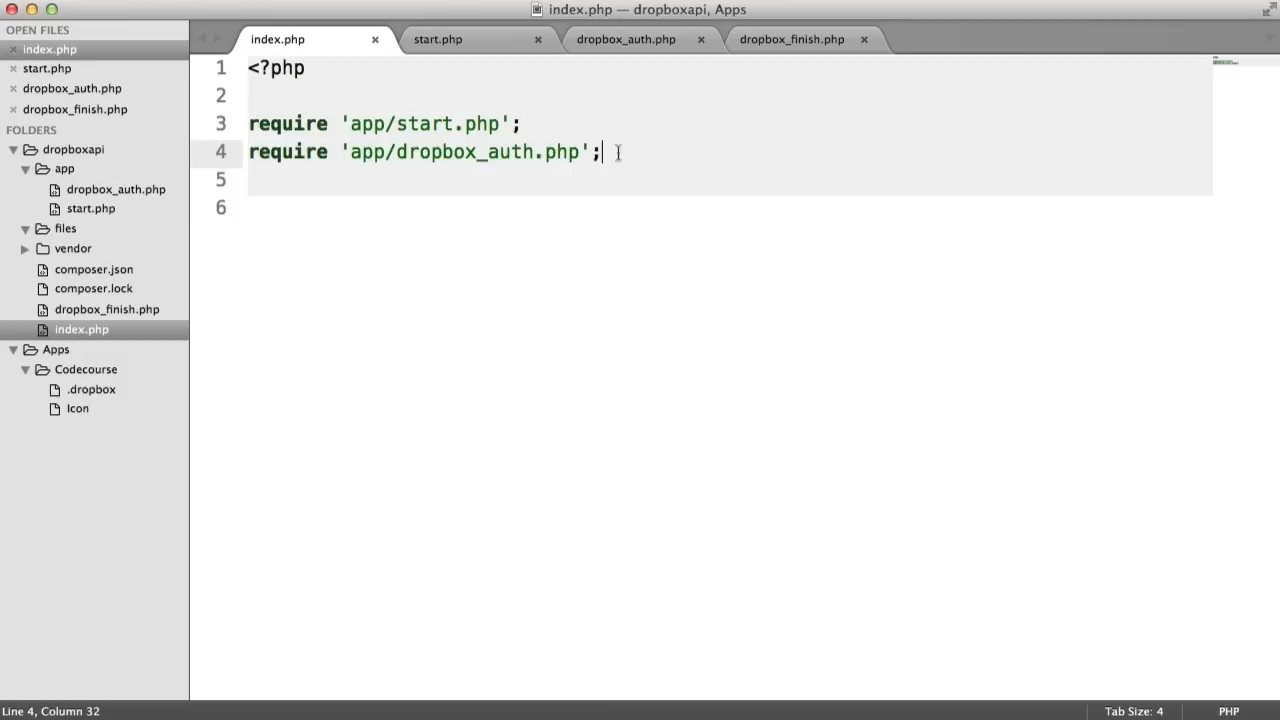 index.php — dropboxapi, Apps
OPEN FILES
index.php
start.php
dropbox_auth.php
dropbox_finish.php
FOLDERS
dropboxapi
app
dropbox_auth.php
start.php
files
vendor
composer.json
composer.lock
dropbox_finish.php
index.php
Apps
Codecourse
.dropbox
Icon
index.php start.php dropbox_auth.php dropbox_finish.php
1 <?php
2
3 require 'app/start.php';
4 require 'app/dropbox_auth.php';
5
6
Line 4, Column 32 Tab Size: 4 PHP